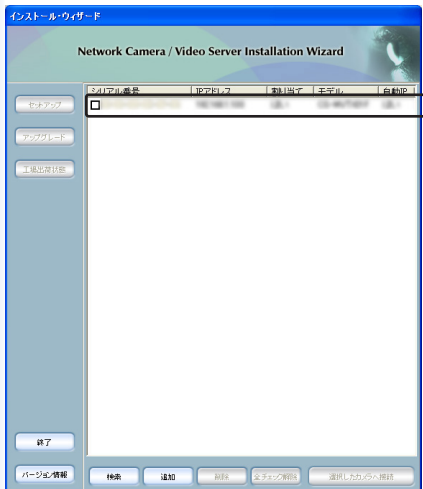 インストール・ウィザード
Network Camera / Video Server Installation Wizard
シリアル番号 IPアドレス 割り当て モデル 自動IP
セットアップ
アップグレード
工場出荷状態
終了
バージョン情報 検索 追加 削除 全チェック解除 選択したカメラへ接続